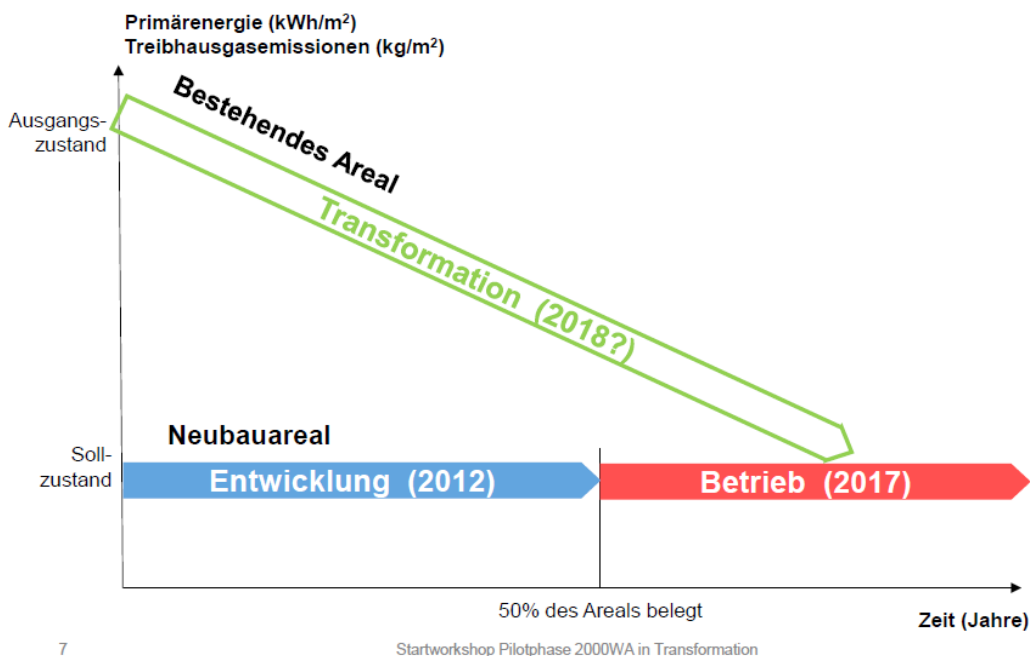 Primärenergie (kWh/m²)
Treibhausgasemissionen (kg/m²)
Ausgangs-
zustand
Bestehendes Areal
Transformation (2018?)
Neubauareal
Soll-
zustand
Entwicklung (2012)
Betrieb (2017)
50% des Areals belegt
Zeit (Jahre)
7
Startworkshop Pilotphase 2000WA in Transformation